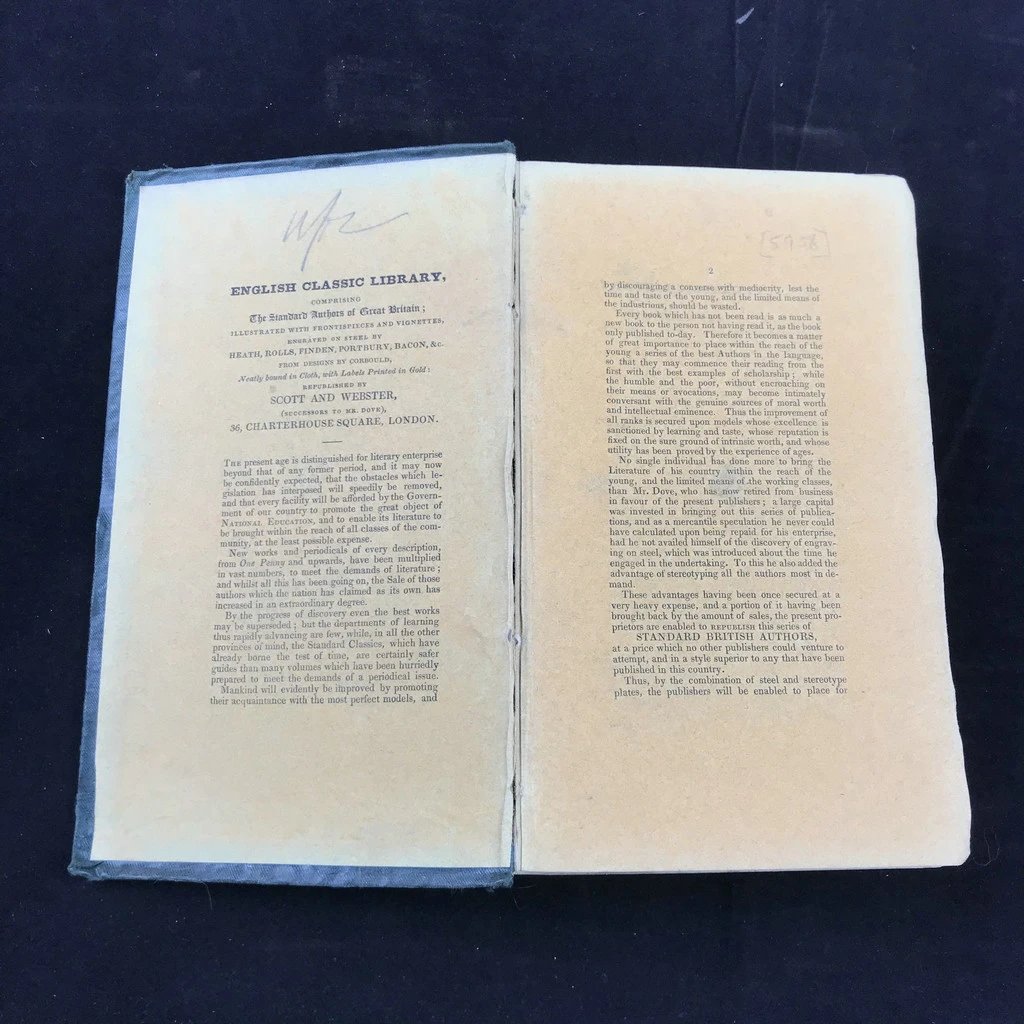 ENGLISH CLASSIC LIBRARY,
COMPRISING
The Standard Authors of Great Britain;
ILLUSTRATED WITH FRONTISPIECES AND VIGNETTES,
ENGRAVED ON STEEL BY
HEATH, ROLLS, FINDEN, PORTBURY, BACON, &c.
FROM DESIGNS BY CORBOULD,
Neatly bound in Cloth, with Labels Printed in Gold:
REPUBLISHED BY
SCOTT AND WEBSTER,
(SUCCESSORS TO MR. DOVE),
36, CHARTERHOUSE SQUARE, LONDON.
THE present age is distinguished for literary enterprise
beyond that of any former period, and it may now
be confidently expected, that the obstacles which le-
gislation has interposed will speedily be removed,
and that every facility will be afforded by the Govern-
ment of our country to promote the great object of
NATIONAL EDUCATION, and to enable its literature to
be brought within the reach of all classes of the com-
munity, at the least possible expense.
New works and periodicals of every description,
from One Penny and upwards, have been multiplied
in vast numbers, to meet the demands of literature;
and whilst all this has been going on, the Sale of those
authors which the nation has claimed as its own has
increased in an extraordinary degree.
By the progress of discovery even the best works
may be superseded; but the departments of learning
thus rapidly advancing are few, while, in all the other
provinces of mind, the Standard Classics, which have
already borne the test of time, are certainly safer
guides than many volumes which have been hurriedly
prepared to meet the demands of a periodical issue.
Mankind will evidently be improved by promoting
their acquaintance with the most perfect models, and
2
by discouraging a converse with mediocrity, lest the
time and taste of the young, and the limited means of
the industrious, should be wasted.
Every book which has not been read is as much a
new book to the person not having read it, as the book
only published to-day. Therefore it becomes a matter
of great importance to place within the reach of the
young a series of the best Authors in the language,
so that they may commence their reading from the
first with the best examples of scholarship; while
the humble and the poor, without encroaching on
their means or avocations, may become intimately
conversant with the genuine sources of moral worth
and intellectual eminence. Thus the improvement of
all ranks is secured upon models whose excellence is
sanctioned by learning and taste, whose reputation is
fixed on the sure ground of intrinsic worth, and whose
utility has been proved by the experience of ages.
No single individual has done more to bring the
Literature of his country within the reach of the
young, and the limited means of the working classes,
than Mr. Dove, who has now retired from business
in favour of the present publishers; a large capital
was invested in bringing out this series of publica-
tions, and as a mercantile speculation he never could
have calculated upon being repaid for his enterprise,
had he not availed himself of the discovery of engrav-
ing on steel, which was introduced about the time he
engaged in the undertaking. To this he also added the
advantage of stereotyping all the authors most in de-
mand.
These advantages having been once secured at a
very heavy expense, and a portion of it having been
brought back by the amount of sales, the present pro-
prietors are enabled to REPUBLISH this series of
STANDARD BRITISH AUTHORS,
at a price which no other publishers could venture to
attempt, and in a style superior to any that have been
published in this country.
Thus, by the combination of steel and stereotype
plates, the publishers will be enabled to place for